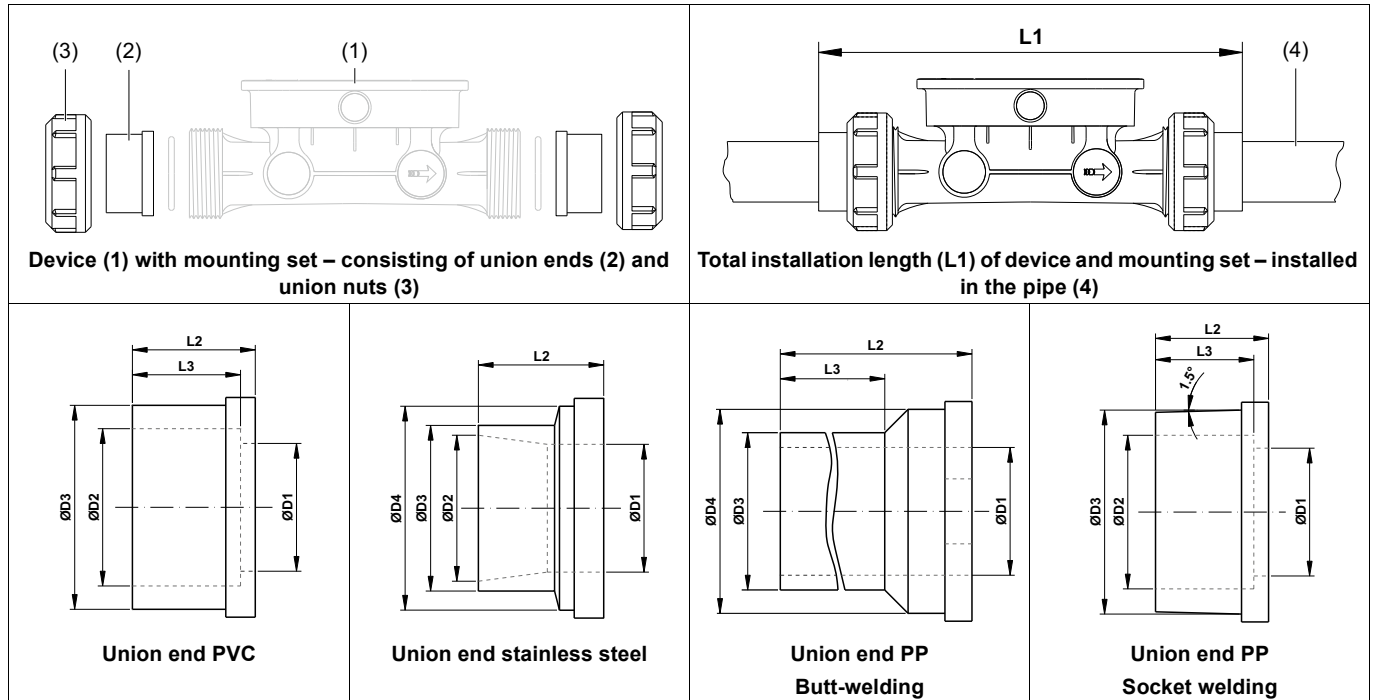 (3)
(2)
(1)
Device (1) with mounting set – consisting of union ends (2) and
union nuts (3)
L1
(4)
Total installation length (L1) of device and mounting set – installed
in the pipe (4)
L2
L3
ØD3
ØD2
ØD1
Union end PVC
L2
ØD4
ØD3
ØD2
ØD1
Union end stainless steel
L2
L3
ØD4
ØD3
ØD1
Union end PP
Butt-welding
L2
L3
1.5°
ØD3
ØD2
ØD1
Union end PP
Socket welding